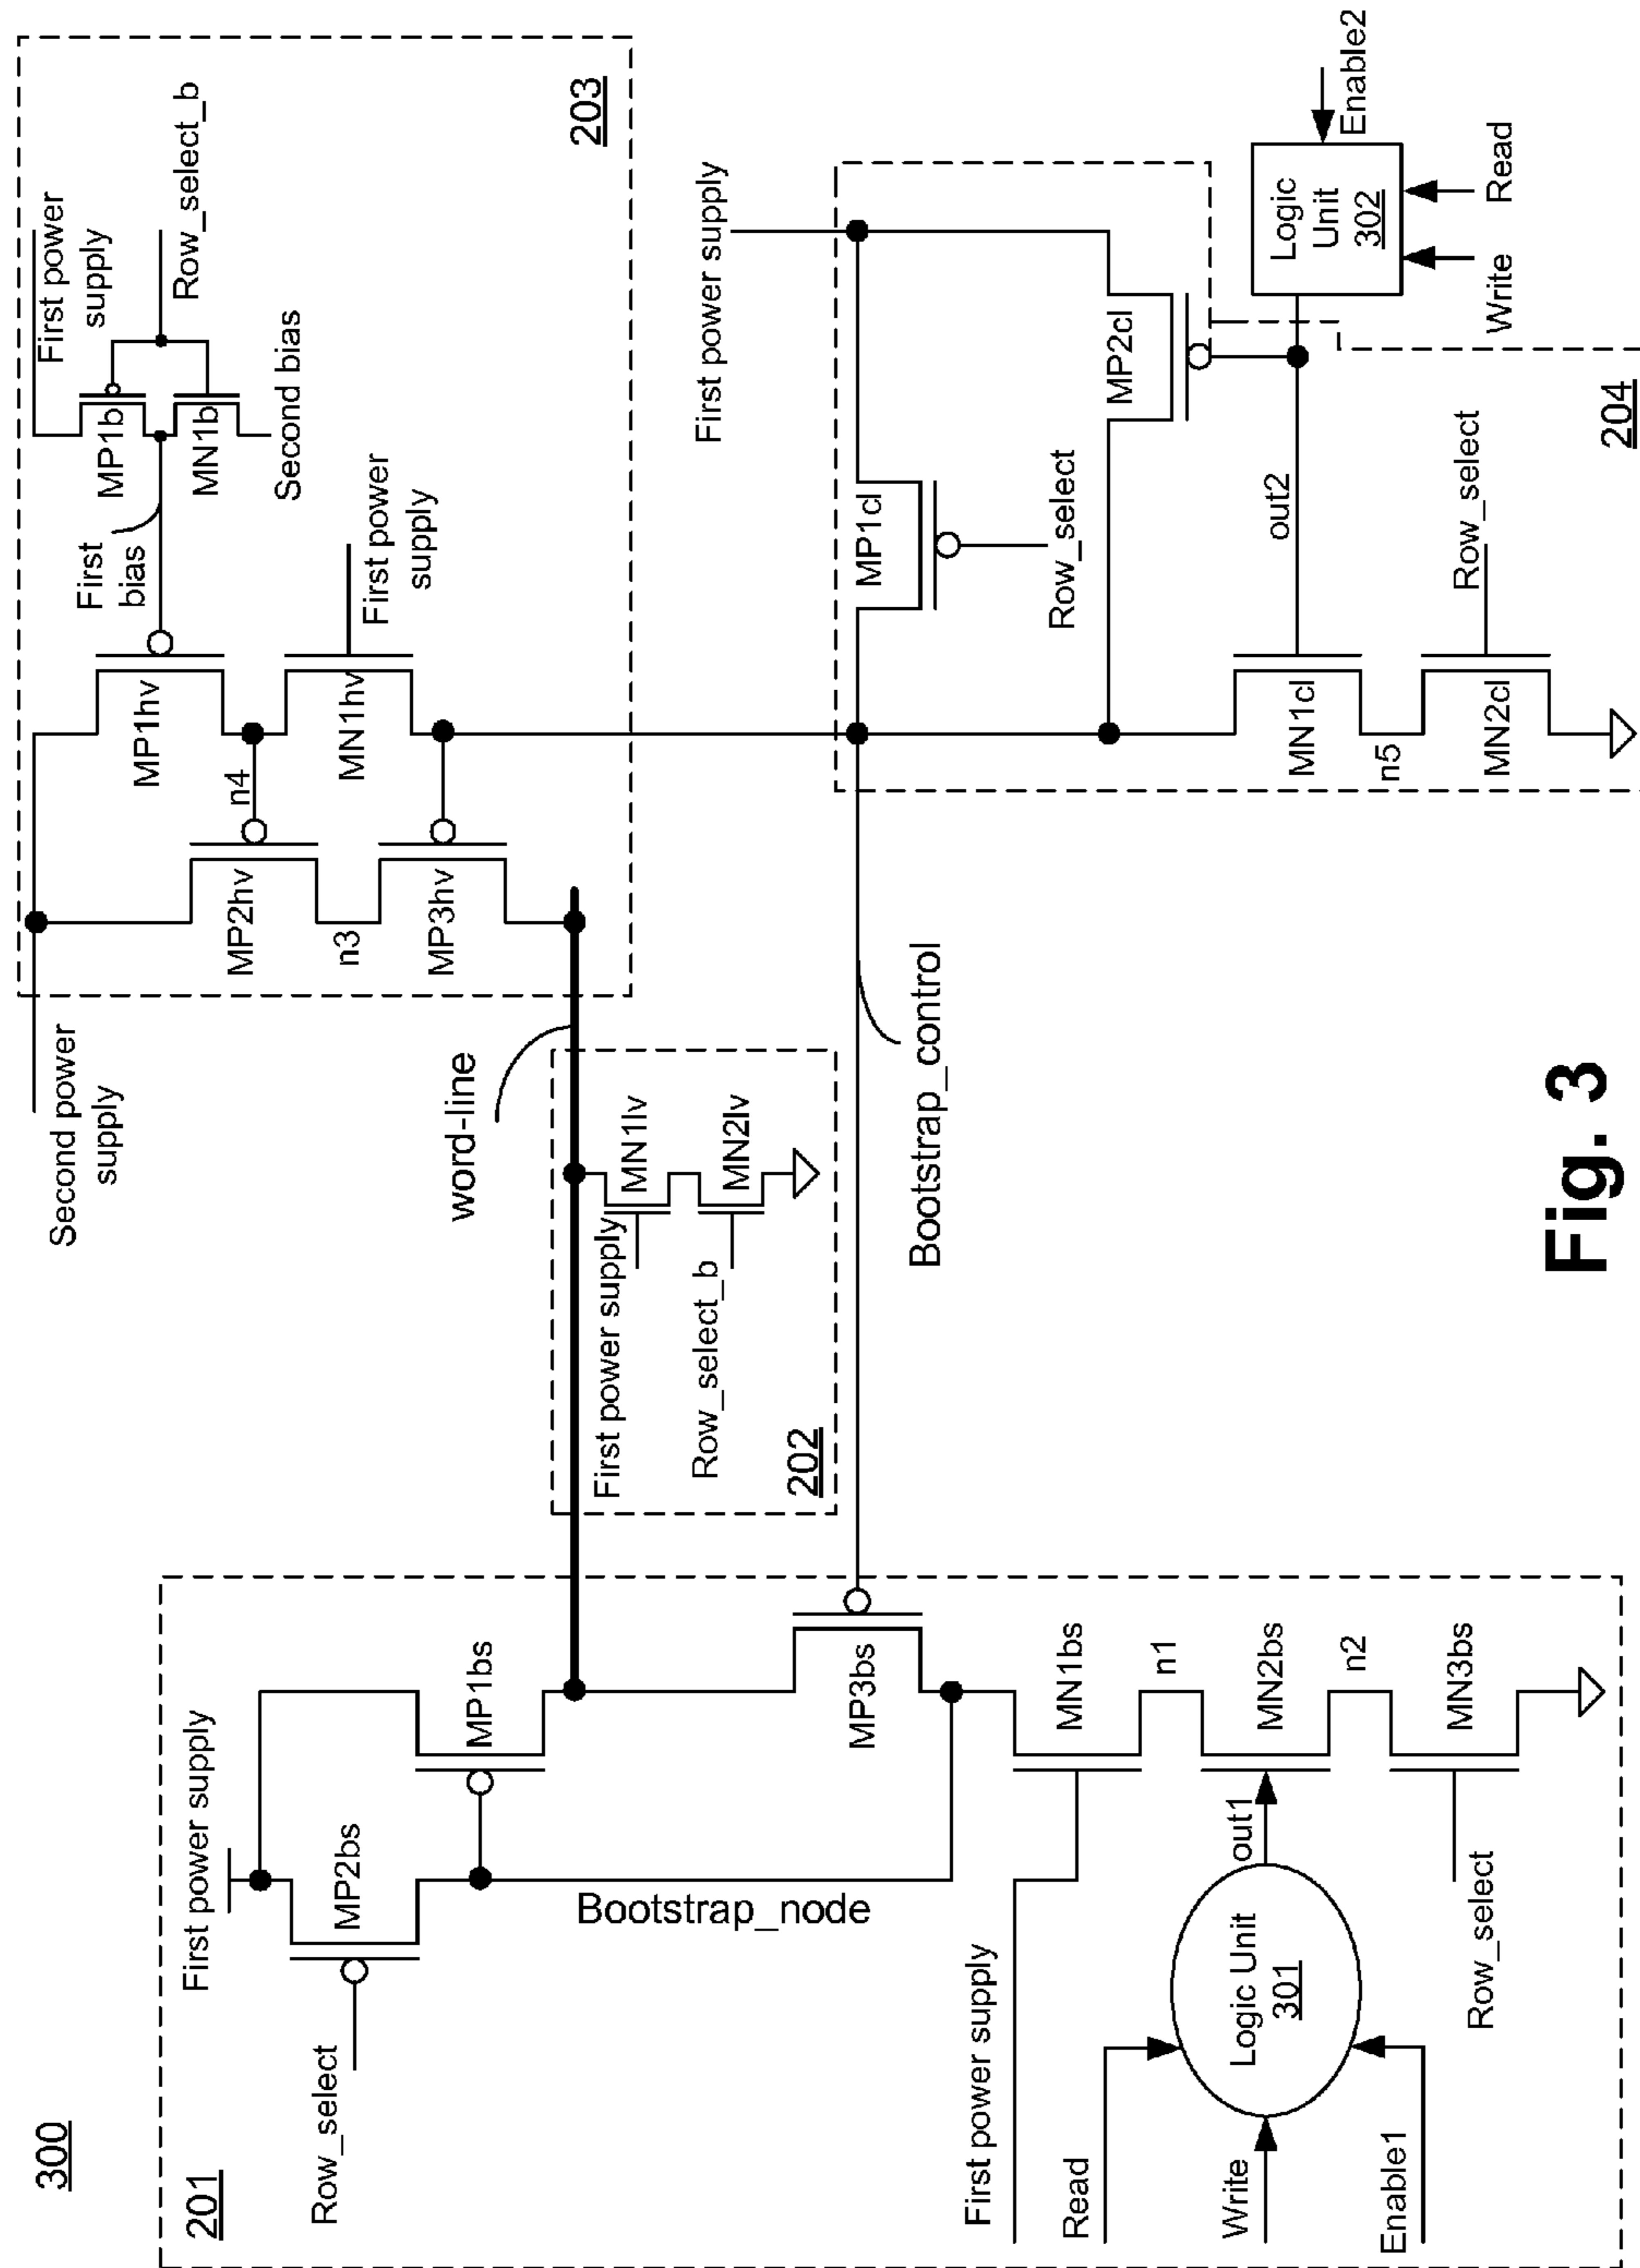 300
201
First power supply
MP2bs
Row_select
MP1bs
Bootstrap_node
MP3bs
First power supply
MN1bs
n1
Read
Write
Enable1
Logic Unit
301
out1
MN2bs
n2
MN3bs
Row_select
word-line
First power supply
MN1lv
Row_select_b
MN2lv
202
Second power
supply
MP1hv
MP2hv
n4
n3
MP3hv
MN1hv
First
bias
First power
supply
First power
supply
MP1b
MN1b
Row_select_b
Second bias
203
Bootstrap_control
First power supply
MP1cl
Row_select
MP2cl
out2
MN1cl
n5
MN2cl
Row_select
204
Logic
Unit
302
Enable2
Write
Read
Fig. 3